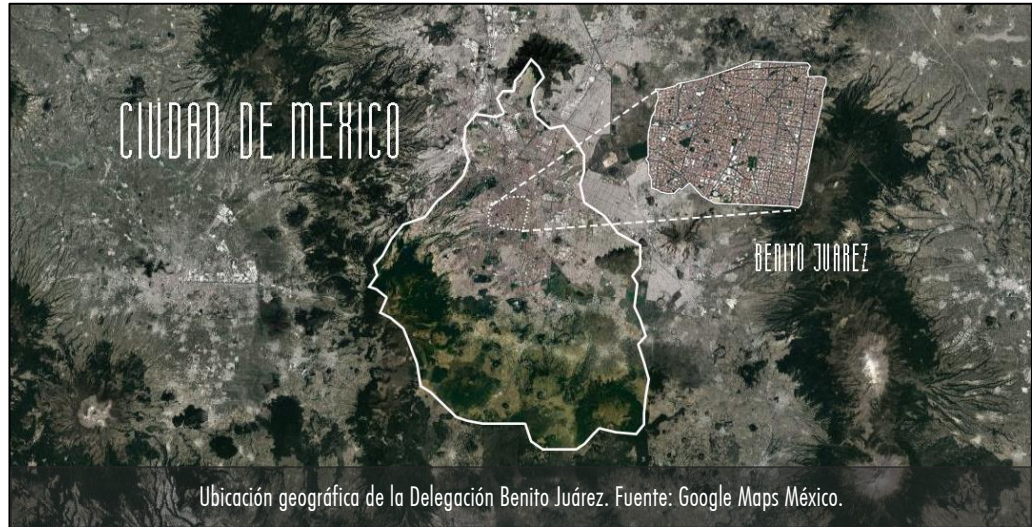 CIUDAD DE MEXICO
BENITO JUAREZ
Ubicación geográfica de la Delegación Benito Juárez. Fuente: Google Maps México.